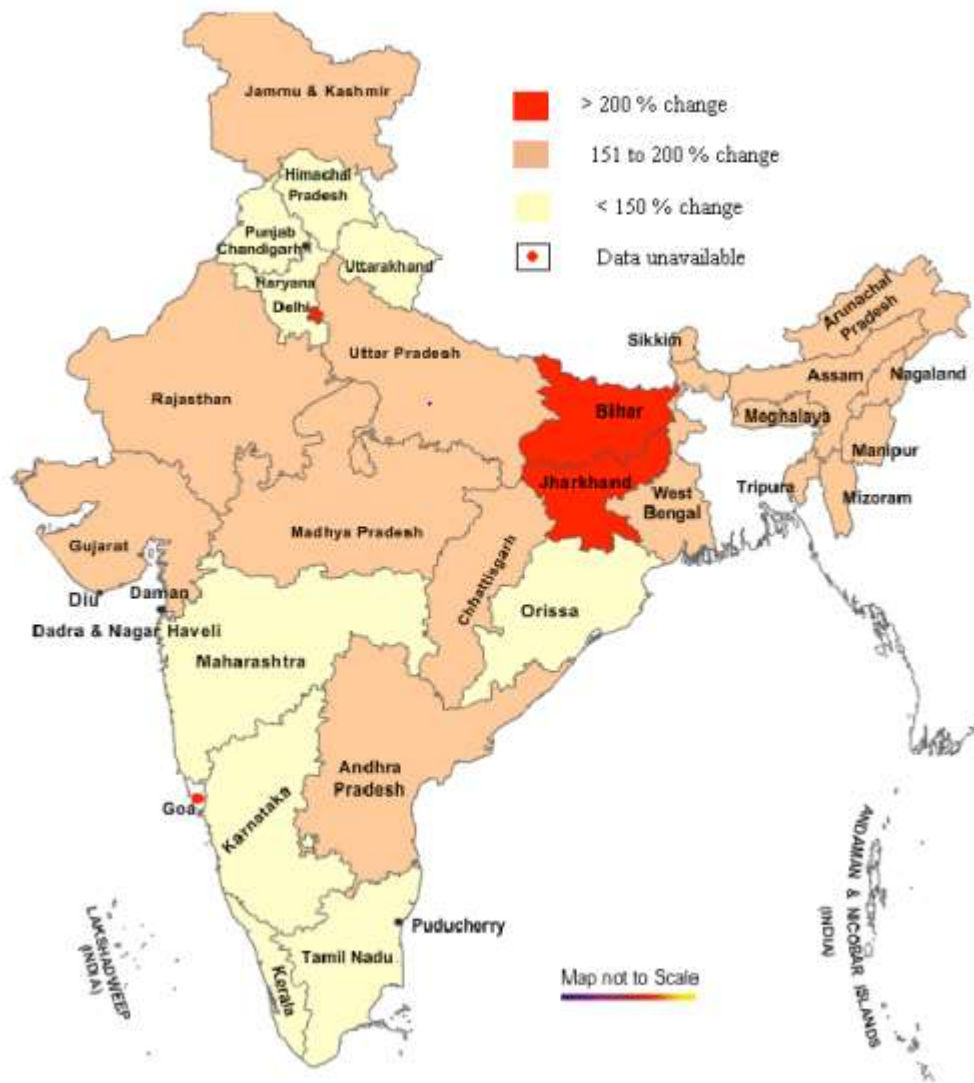 Jammu & Kashmir
> 200 % change
151 to 200 % change
< 150 % change
Data unavailable
Himachal
Pradesh
Punjab
Chandigarh
Uttarakhand
Haryana
Delhi
Arunachal
Pradesh
Sikkim
Uttar Pradesh
Assam
Nagaland
Rajasthan
Bihar
Meghalaya
Manipur
Jharkhand
West
Bengal
Tripura
Mizoram
Madhya Pradesh
Gujarat
Chhattisgarh
Diu
Daman
Orissa
Dadra & Nagar Haveli
Maharashtra
Andhra
Pradesh
Goa
Karnataka
Puducherry
LAKSHADWEEP
(INDIA)
ANDAMAN & NICOBAR ISLANDS
(INDIA)
Tamil Nadu
Kerala
Map not to Scale